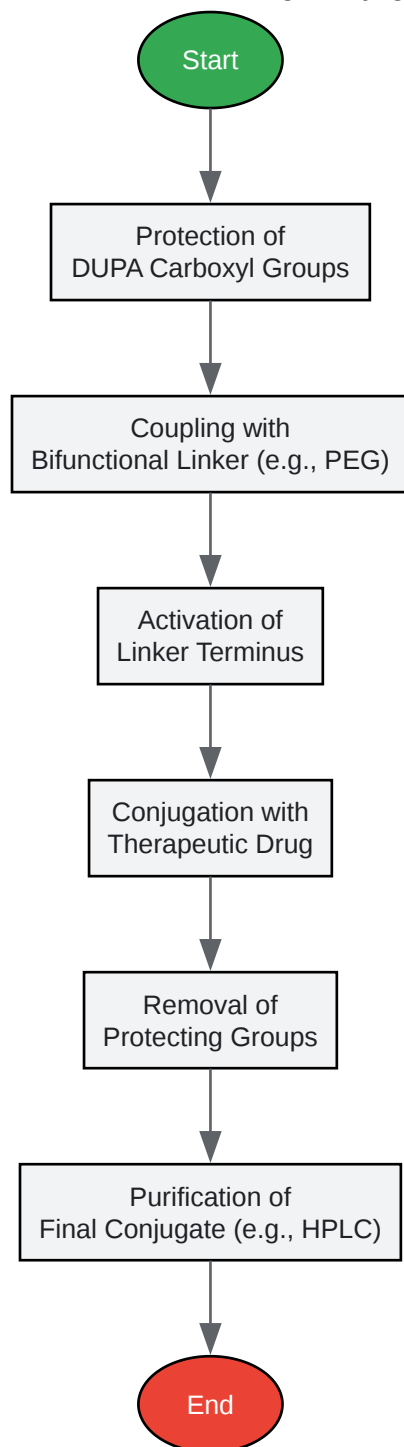 Start
Protection of
DUPA Carboxyl Groups
Coupling with
Bifunctional Linker (e.g., PEG)
Activation of
Linker Terminus
Conjugation with
Therapeutic Drug
Removal of
Protecting Groups
Purification of
Final Conjugate (e.g., HPLC)
End